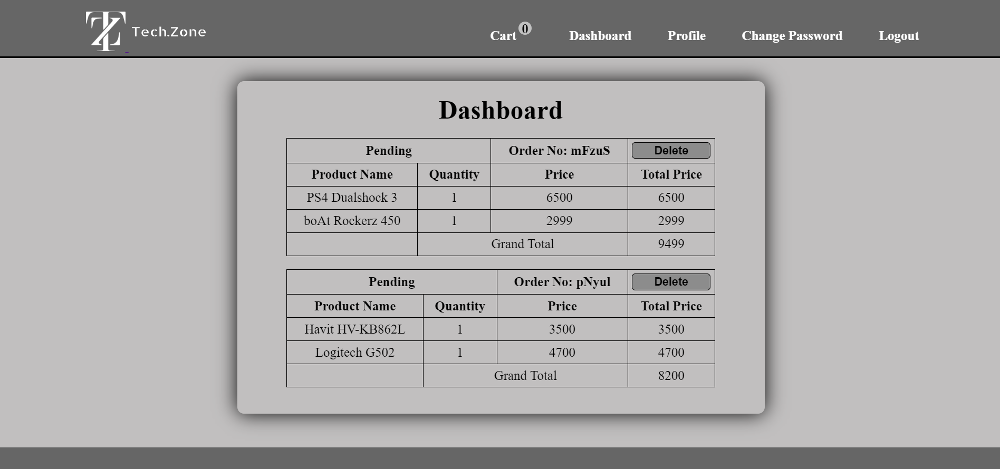 TZ Tech.Zone
Cart 0 Dashboard Profile Change Password Logout
Dashboard
Pending Order No: mFzuS Delete
Product Name Quantity Price Total Price
PS4 Dualshock 3 1 6500 6500
boAt Rockerz 450 1 2999 2999
Grand Total 9499
Pending Order No: pNyul Delete
Product Name Quantity Price Total Price
Havit HV-KB862L 1 3500 3500
Logitech G502 1 4700 4700
Grand Total 8200